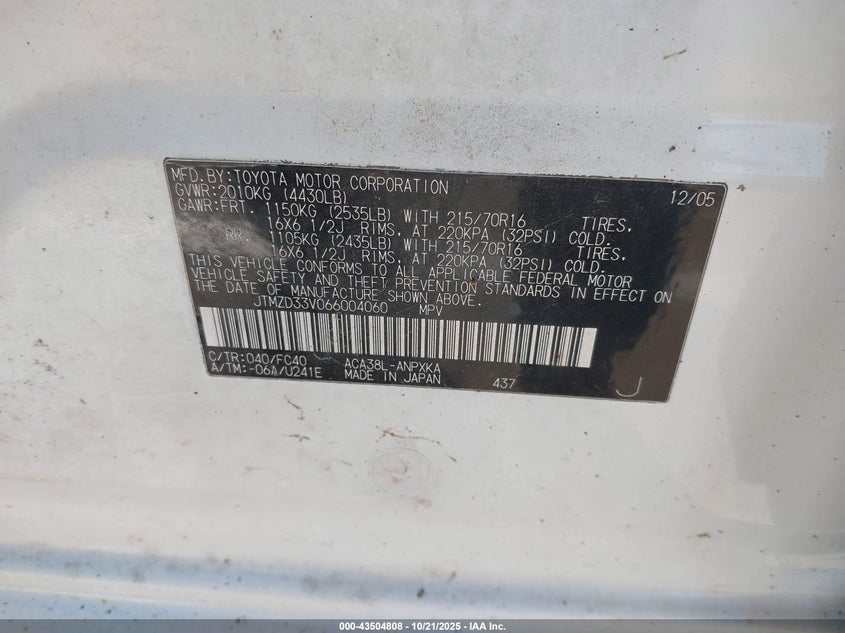 MFD.BY:TOYOTA MOTOR CORPORATION 12/05
GVWR:2010KG (4430LB)
GAWR:FRT. 1150KG (2535LB) WITH 215/70R16 TIRES,
16X6 1/2J RIMS, AT 220KPA (32PSI) COLD.
RR. 1105KG (2435LB) WITH 215/70R16 TIRES,
16X6 1/2J RIMS, AT 220KPA (32PSI) COLD.
THIS VEHICLE CONFORMS TO ALL APPLICABLE FEDERAL MOTOR
VEHICLE SAFETY AND THEFT PREVENTION STANDARDS IN EFFECT ON
THE DATE OF MANUFACTURE SHOWN ABOVE.
JTMZD33V066004060 MPV
C/TR:040/FC40 ACA38L-ANPXKA
A/TM:-06A/U241E MADE IN JAPAN 437 J
000-43504808 - 10/21/2025 - IAA Inc.